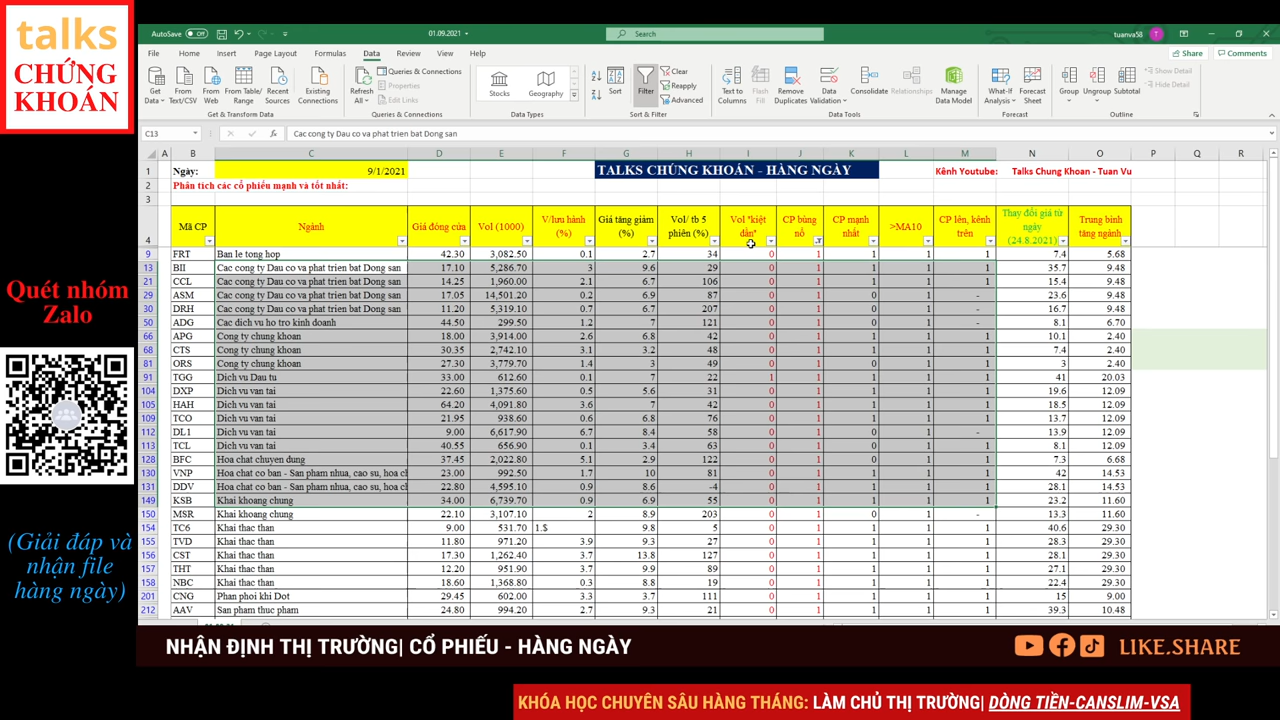 talks
CHỨNG
KHOÁN
Quét nhóm
Zalo
(Giải đáp và
nhận file
hàng ngày)
AutoSave Off 01.09.2021 Search tuanva58 T
File Home Insert Page Layout Formulas Data Review View Help Share Comments
Get Data From Text/CSV From Web From Table/Range Recent Sources Existing Connections Refresh All Queries & Connections Properties Edit Links Stocks Geography Sort Filter Clear Reapply Advanced Text to Columns Flash Fill Remove Duplicates Data Validation Consolidate Relationships Manage Data Model What-If Analysis Forecast Sheet Group Ungroup Subtotal Show Detail Hide Detail
Get & Transform Data Queries & Connections Data Types Sort & Filter Data Tools Forecast Outline
C13 fx Cac cong ty Dau co va phat trien bat Dong san
A B C D E F G H I J K L M N O P Q R
1 Ngày: 9/1/2021 TALKS CHỨNG KHOÁN - HÀNG NGÀY Kênh Youtube: Talks Chung Khoan - Tuan Vu
2 Phân tích các cổ phiếu mạnh và tốt nhất:
3
4 Mã CP Ngành Giá đóng cửa Vol (1000) V/lưu hành (%) Giá tăng giảm (%) Vol/ tb 5 phiên (%) Vol "kiệt dần" CP bùng nổ CP mạnh nhất >MA10 CP lên, kênh trên Thay đổi giá từ ngày (24.8.2021) Trung bình tăng ngành
9 FRT Ban le tong hop 42.30 3,082.50 0.1 2.7 34 0 1 1 1 1 7.4 5.68
13 BII Cac cong ty Dau co va phat trien bat Dong san 17.10 5,286.70 3 9.6 29 0 1 1 1 1 35.7 9.48
21 CCL Cac cong ty Dau co va phat trien bat Dong san 14.25 1,960.00 2.1 6.7 106 0 1 1 1 1 15.4 9.48
29 ASM Cac cong ty Dau co va phat trien bat Dong san 17.05 14,501.20 0.2 6.9 87 0 1 0 1 - 23.6 9.48
30 DRH Cac cong ty Dau co va phat trien bat Dong san 11.20 5,319.10 0.7 6.7 207 0 1 0 1 - 16.7 9.48
50 ADG Cac dich vu ho tro kinh doanh 44.50 299.50 1.2 7 121 0 1 0 1 - 8.1 6.70
66 APG Cong ty chung khoan 18.00 3,914.00 2.6 6.8 42 0 1 1 1 1 10.1 2.40
68 CTS Cong ty chung khoan 30.35 2,742.10 3.1 3.2 48 0 1 1 1 1 7.4 2.40
81 ORS Cong ty chung khoan 27.30 3,779.70 1.4 3 49 0 1 1 1 1 3 2.40
91 TGG Dich vu Dau tu 33.00 612.60 0.1 7 22 1 1 1 1 1 41 20.03
104 DXP Dich vu van tai 22.60 1,375.60 0.5 5.6 31 0 1 1 1 1 19.6 12.09
105 HAH Dich vu van tai 64.20 4,091.80 3.6 7 42 0 1 1 1 1 18.5 12.09
109 TCO Dich vu van tai 21.95 938.60 0.6 6.8 76 0 1 1 1 1 13.7 12.09
112 DL1 Dich vu van tai 9.00 6,617.90 6.7 8.4 58 0 1 1 1 - 13.9 12.09
113 TCL Dich vu van tai 40.55 656.90 0.1 3.4 63 0 1 1 1 1 8.1 12.09
128 BFC Hoa chat chuyen dung 37.45 2,022.80 5.1 2.9 122 0 1 0 1 1 7.3 6.68
130 VNP Hoa chat co ban - San pham nhua, cao su, hoa ch 23.00 992.50 1.7 10 81 0 1 1 1 1 42 14.53
131 DDV Hoa chat co ban - San pham nhua, cao su, hoa ch 22.80 4,595.10 0.9 8.6 -4 0 1 1 1 1 28.1 14.53
149 KSB Khai khoang chung 34.00 6,739.70 0.9 6.9 55 0 1 1 1 1 23.2 11.60
150 MSR Khai khoang chung 22.10 3,107.10 2 8.9 203 0 1 0 1 - 13.3 11.60
154 TC6 Khai thac than 9.00 531.70 1.$ 9.8 5 0 1 1 1 1 40.6 29.30
155 TVD Khai thac than 11.80 971.20 3.9 9.3 27 0 1 1 1 1 28.3 29.30
156 CST Khai thac than 17.30 1,262.40 3.7 13.8 127 0 1 1 1 1 28.1 29.30
157 THT Khai thac than 12.20 951.90 3.7 9.9 89 0 1 1 1 1 27.1 29.30
158 NBC Khai thac than 18.60 1,368.80 0.3 8.8 19 0 1 1 1 1 22.4 29.30
201 CNG Phan phoi khi Dot 29.45 602.00 3.3 3.7 111 0 1 1 1 1 15 9.00
212 AAV San pham thuc pham 24.80 994.20 2.7 9.3 21 0 1 1 1 1 39.3 10.48
NHẬN ĐỊNH THỊ TRƯỜNG| CỔ PHIẾU - HÀNG NGÀY
LIKE.SHARE
KHÓA HỌC CHUYÊN SÂU HÀNG THÁNG: LÀM CHỦ THỊ TRƯỜNG| DÒNG TIỀN-CANSLIM-VSA